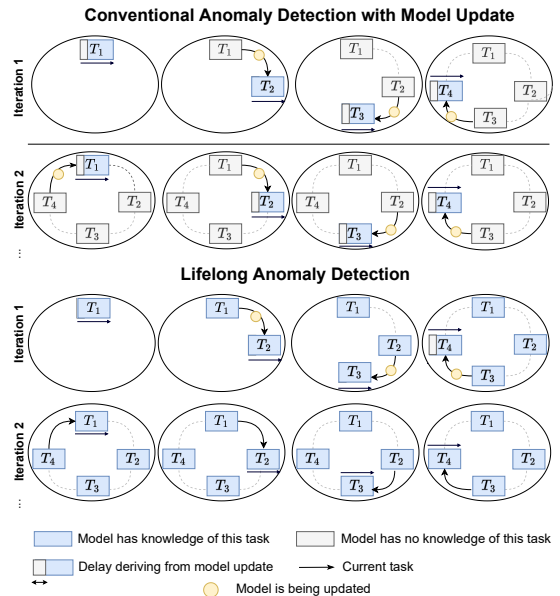 Conventional Anomaly Detection with Model Update
Iteration 1
T1
T1
T2
T1
T2
T3
T1
T2
T3
T4
Iteration 2
T1
T2
T3
T4
T1
T2
T3
T4
T1
T2
T3
T4
T1
T2
T3
T4
...
Lifelong Anomaly Detection
Iteration 1
T1
T1
T2
T1
T2
T3
T1
T2
T3
T4
Iteration 2
T1
T2
T3
T4
T1
T2
T3
T4
T1
T2
T3
T4
T1
T2
T3
T4
...
Model has knowledge of this task
Model has no knowledge of this task
Delay deriving from model update
Current task
Model is being updated